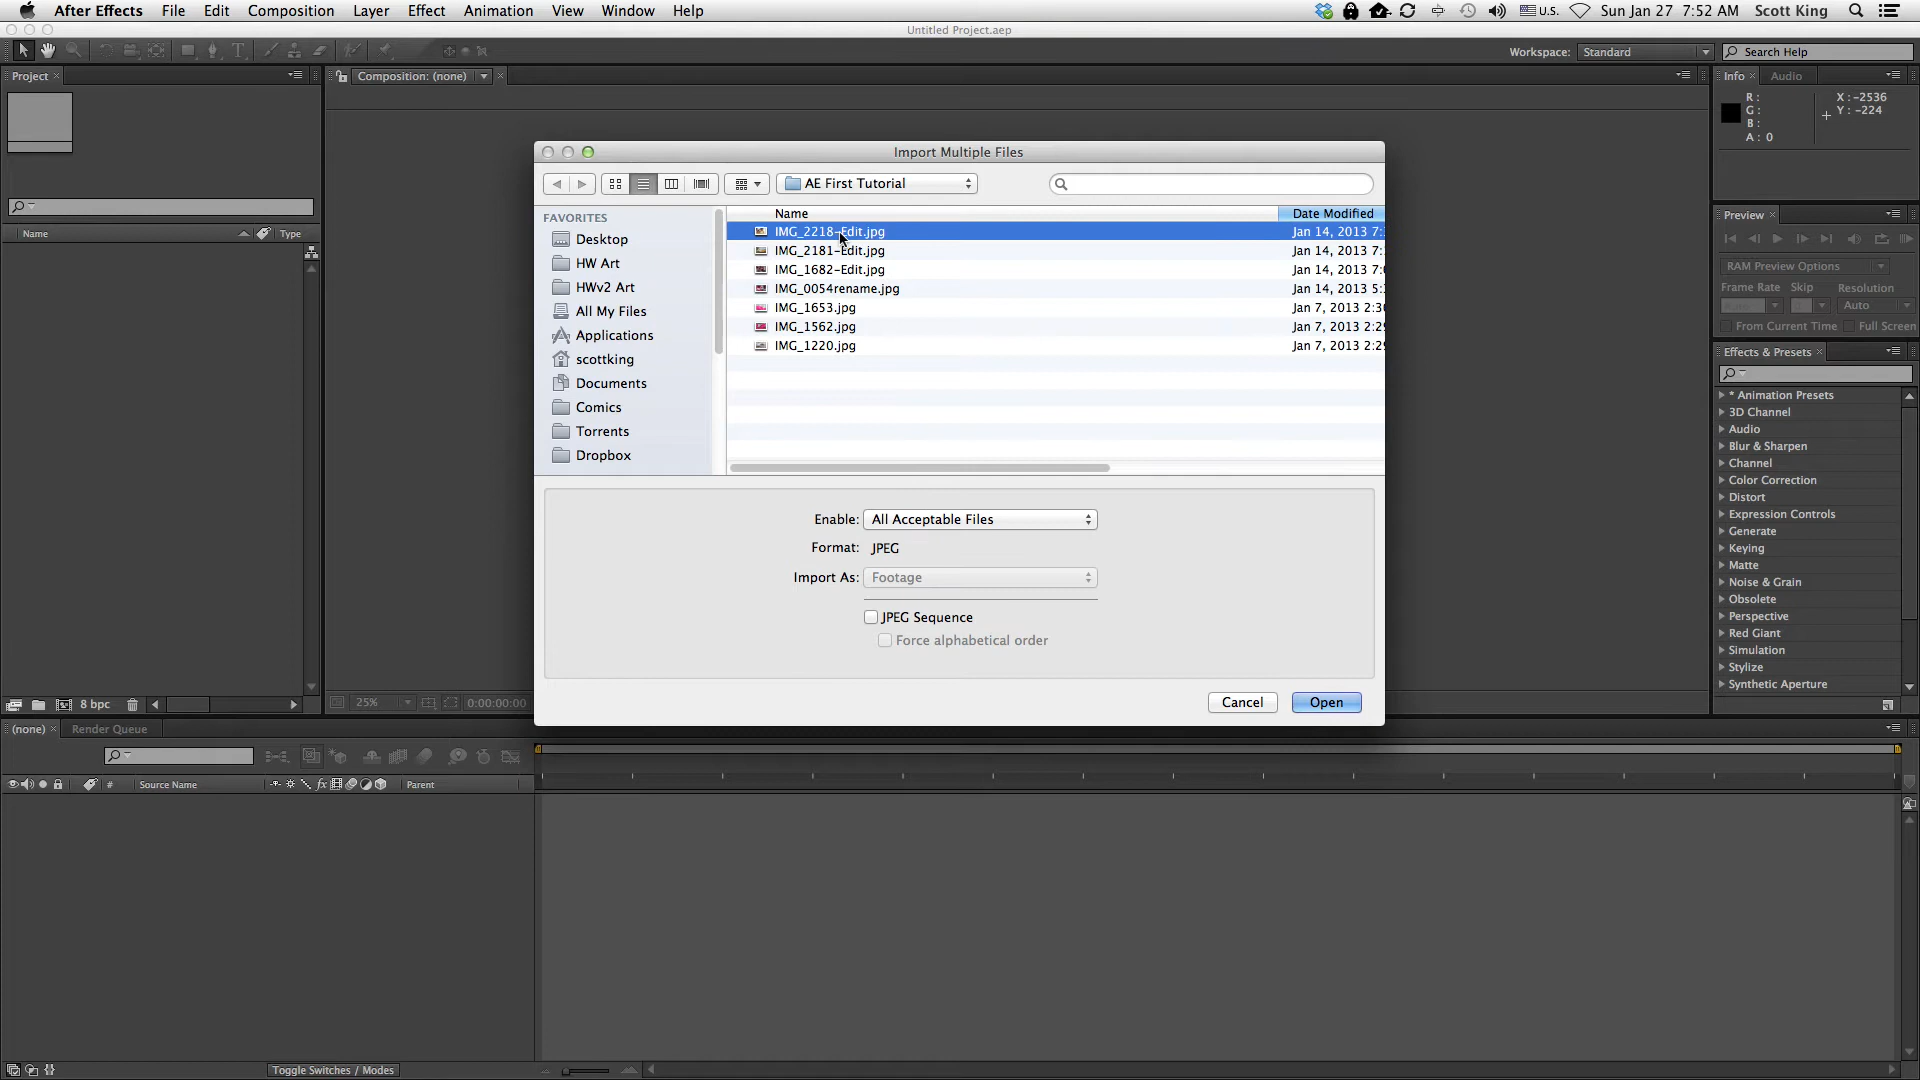 After Effects File Edit Composition Layer Effect Animation View Window Help U.S. Sun Jan 27 7:52 AM Scott King
Untitled Project.aep
Workspace: Standard Search Help
Project Composition: (none) Info Audio
R : X : -2536
G : Y : -224
B :
A : 0
Import Multiple Files
AE First Tutorial
FAVORITES
Desktop
HW Art
HWv2 Art
All My Files
Applications
scottking
Documents
Comics
Torrents
Dropbox
Name Date Modified
IMG_2218-Edit.jpg Jan 14, 2013 7:
IMG_2181-Edit.jpg Jan 14, 2013 7:
IMG_1682-Edit.jpg Jan 14, 2013 7:
IMG_0054rename.jpg Jan 14, 2013 5:
IMG_1653.jpg Jan 7, 2013 2:
IMG_1562.jpg Jan 7, 2013 2:
IMG_1220.jpg Jan 7, 2013 2:
Enable: All Acceptable Files
Format: JPEG
Import As: Footage
JPEG Sequence
Force alphabetical order
Cancel Open
Name Type
Preview
RAM Preview Options
Frame Rate Skip Resolution
Auto
From Current Time Full Screen
Effects & Presets
* Animation Presets
3D Channel
Audio
Blur & Sharpen
Channel
Color Correction
Distort
Expression Controls
Generate
Keying
Matte
Noise & Grain
Obsolete
Perspective
Red Giant
Simulation
Stylize
Synthetic Aperture
8 bpc 25% 0:00:00:00
(none) Render Queue
# Source Name fx Parent
Toggle Switches / Modes